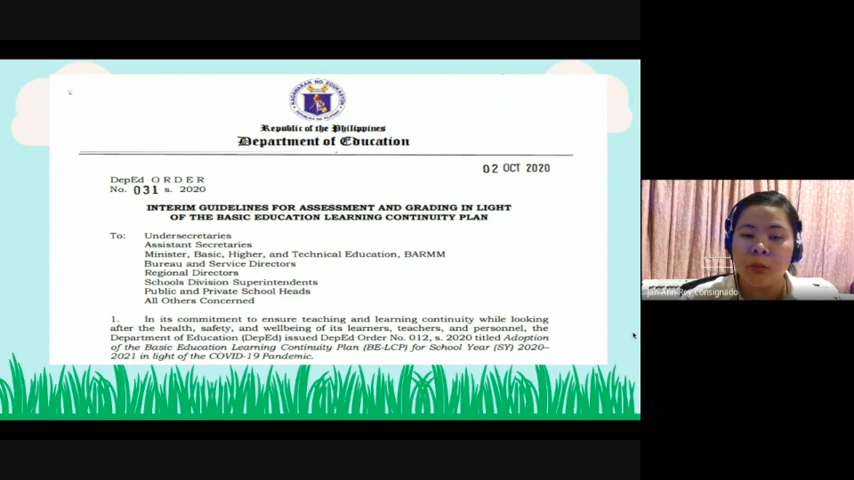 KAGAWARAN NG EDUKASYON
Republic of the Philippines
Department of Education
02 OCT 2020
DepEd ORDER
No. 031 s. 2020
INTERIM GUIDELINES FOR ASSESSMENT AND GRADING IN LIGHT
OF THE BASIC EDUCATION LEARNING CONTINUITY PLAN
To: Undersecretaries
Assistant Secretaries
Minister, Basic, Higher, and Technical Education, BARMM
Bureau and Service Directors
Regional Directors
Schools Division Superintendents
Public and Private School Heads
All Others Concerned
1. In its commitment to ensure teaching and learning continuity while looking
after the health, safety, and wellbeing of its learners, teachers, and personnel, the
Department of Education (DepEd) issued DepEd Order No. 012, s. 2020 titled Adoption
of the Basic Education Learning Continuity Plan (BE-LCP) for School Year (SY) 2020–
2021 in light of the COVID-19 Pandemic.
Consignado